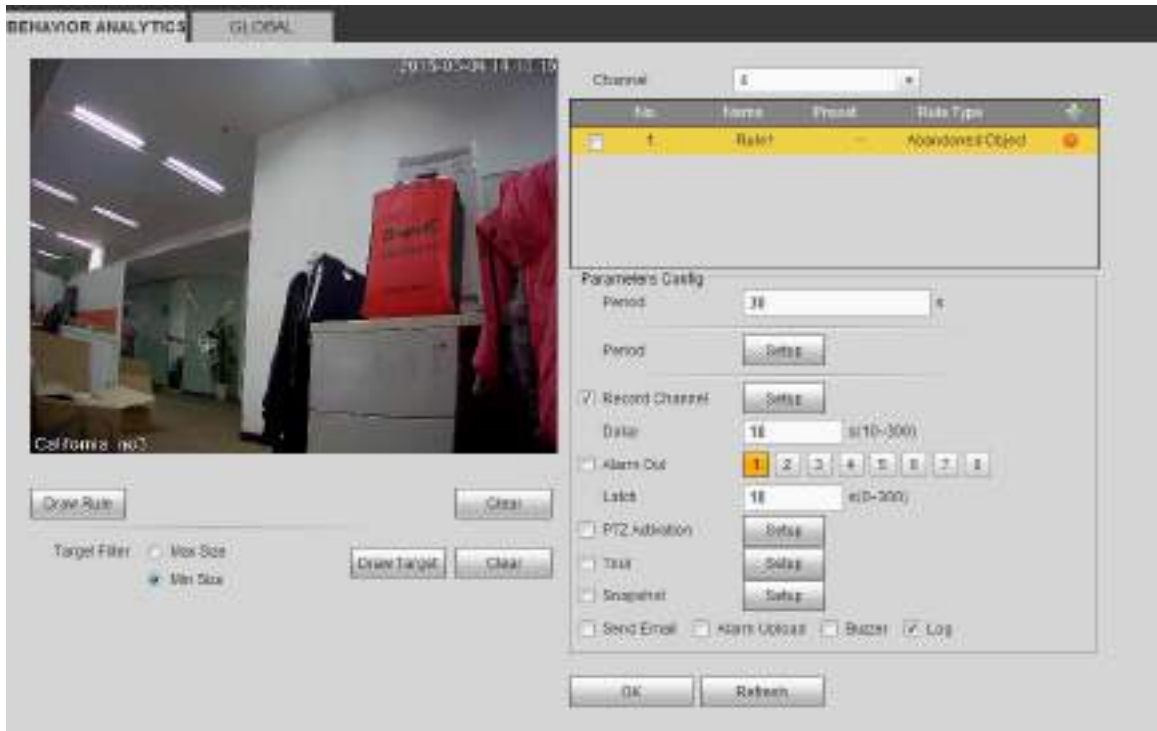 BEHAVIOR ANALYTICS
GLOBAL
Channel
No.
Name
Preset
Rule Type
1
Rule1
--
Abandoned Object
California no3
Parameters Config
Period
30
s
Period
Setup
Record Channel
Setup
Delay
10
s(10~300)
Alarm Out
1 2 3 4 5 6 7 8
Latch
10
s(0~300)
PTZ Activation
Setup
Tour
Setup
Snapshot
Setup
Send Email
Alarm Upload
Buzzer
Log
Draw Rule
Clear
Target Filter
Max Size
Min Size
Draw Target
Clear
OK
Refresh